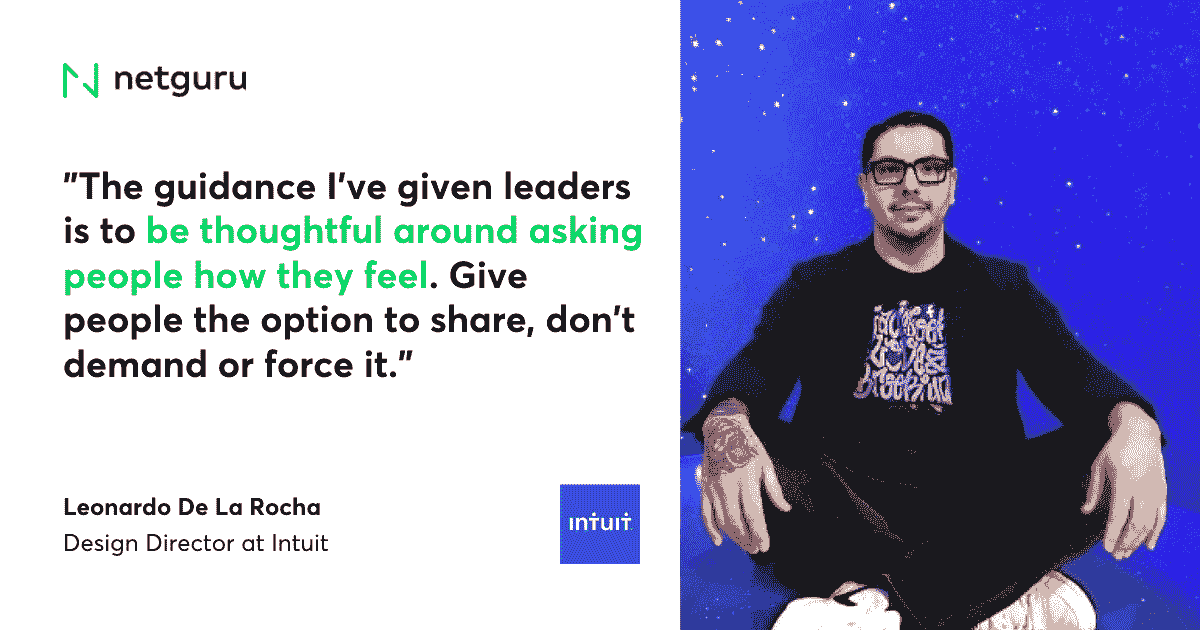 netguru
"The guidance I've given leaders
is to be thoughtful around asking
people how they feel. Give
people the option to share, don't
demand or force it."
Leonardo De La Rocha
Design Director at Intuit
INTUIT